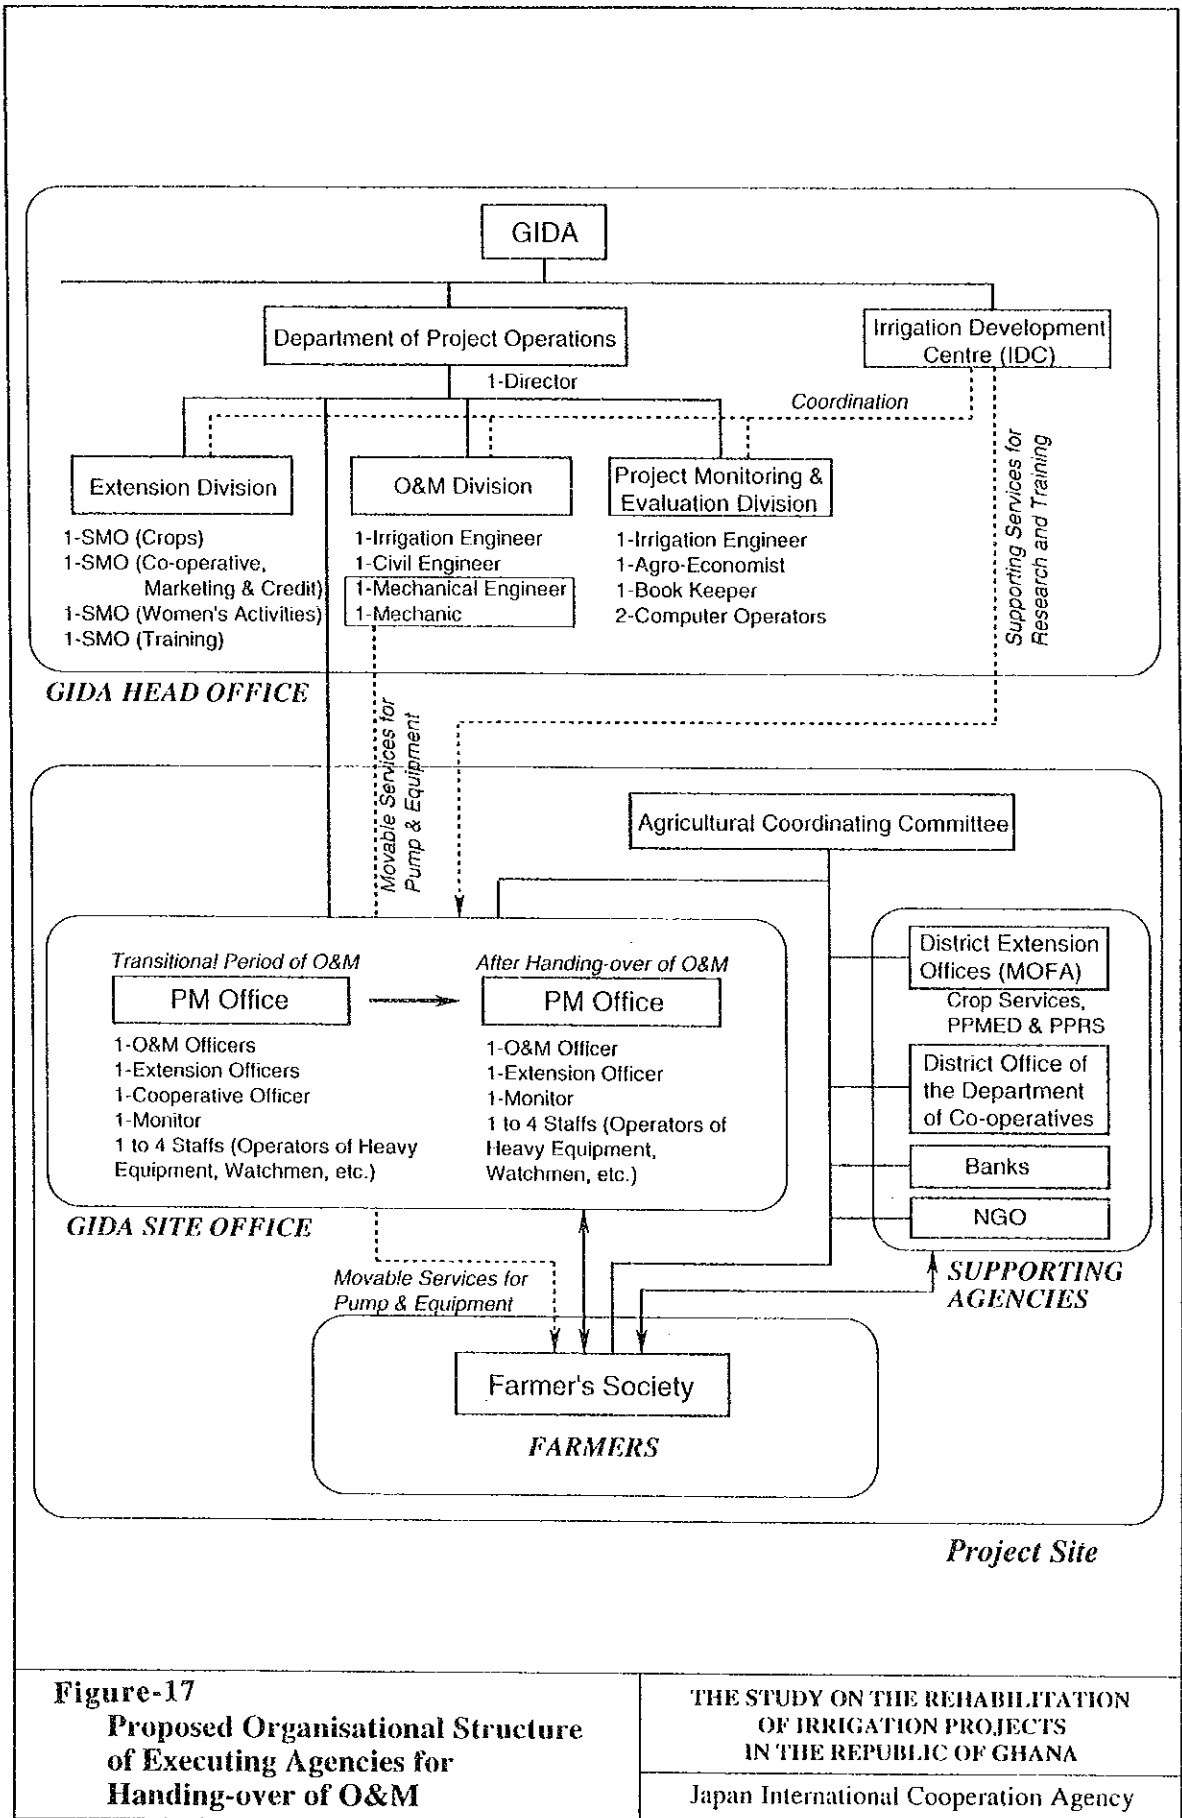 GIDA
Department of Project Operations
Irrigation Development
Centre (IDC)
1-Director
Coordination
Supporting Services for
Research and Training
Extension Division
1-SMO (Crops)
1-SMO (Co-operative,
Marketing & Credit)
1-SMO (Women's Activities)
1-SMO (Training)
O&M Division
1-Irrigation Engineer
1-Civil Engineer
1-Mechanical Engineer
1-Mechanic
Project Monitoring &
Evaluation Division
1-Irrigation Engineer
1-Agro-Economist
1-Book Keeper
2-Computer Operators
GIDA HEAD OFFICE
Movable Services for
Pump & Equipment
Agricultural Coordinating Committee
Transitional Period of O&M
PM Office
1-O&M Officers
1-Extension Officers
1-Cooperative Officer
1-Monitor
1 to 4 Staffs (Operators of Heavy
Equipment, Watchmen, etc.)
After Handing-over of O&M
PM Office
1-O&M Officer
1-Extension Officer
1-Monitor
1 to 4 Staffs (Operators of
Heavy Equipment,
Watchmen, etc.)
GIDA SITE OFFICE
District Extension
Offices (MOFA)
Crop Services,
PPMED & PPRS
District Office of
the Department
of Co-operatives
Banks
NGO
SUPPORTING
AGENCIES
Movable Services for
Pump & Equipment
Farmer's Society
FARMERS
Project Site
Figure-17
Proposed Organisational Structure
of Executing Agencies for
Handing-over of O&M
THE STUDY ON THE REHABILITATION
OF IRRIGATION PROJECTS
IN THE REPUBLIC OF GHANA
Japan International Cooperation Agency